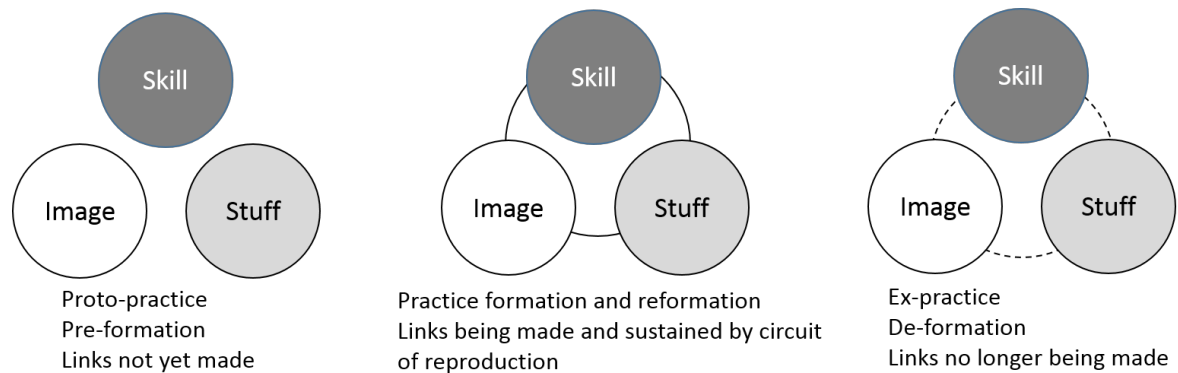 Skill
Image
Stuff
Proto-practice
Pre-formation
Links not yet made
Skill
Image
Stuff
Practice formation and reformation
Links being made and sustained by circuit
of reproduction
Skill
Image
Stuff
Ex-practice
De-formation
Links no longer being made